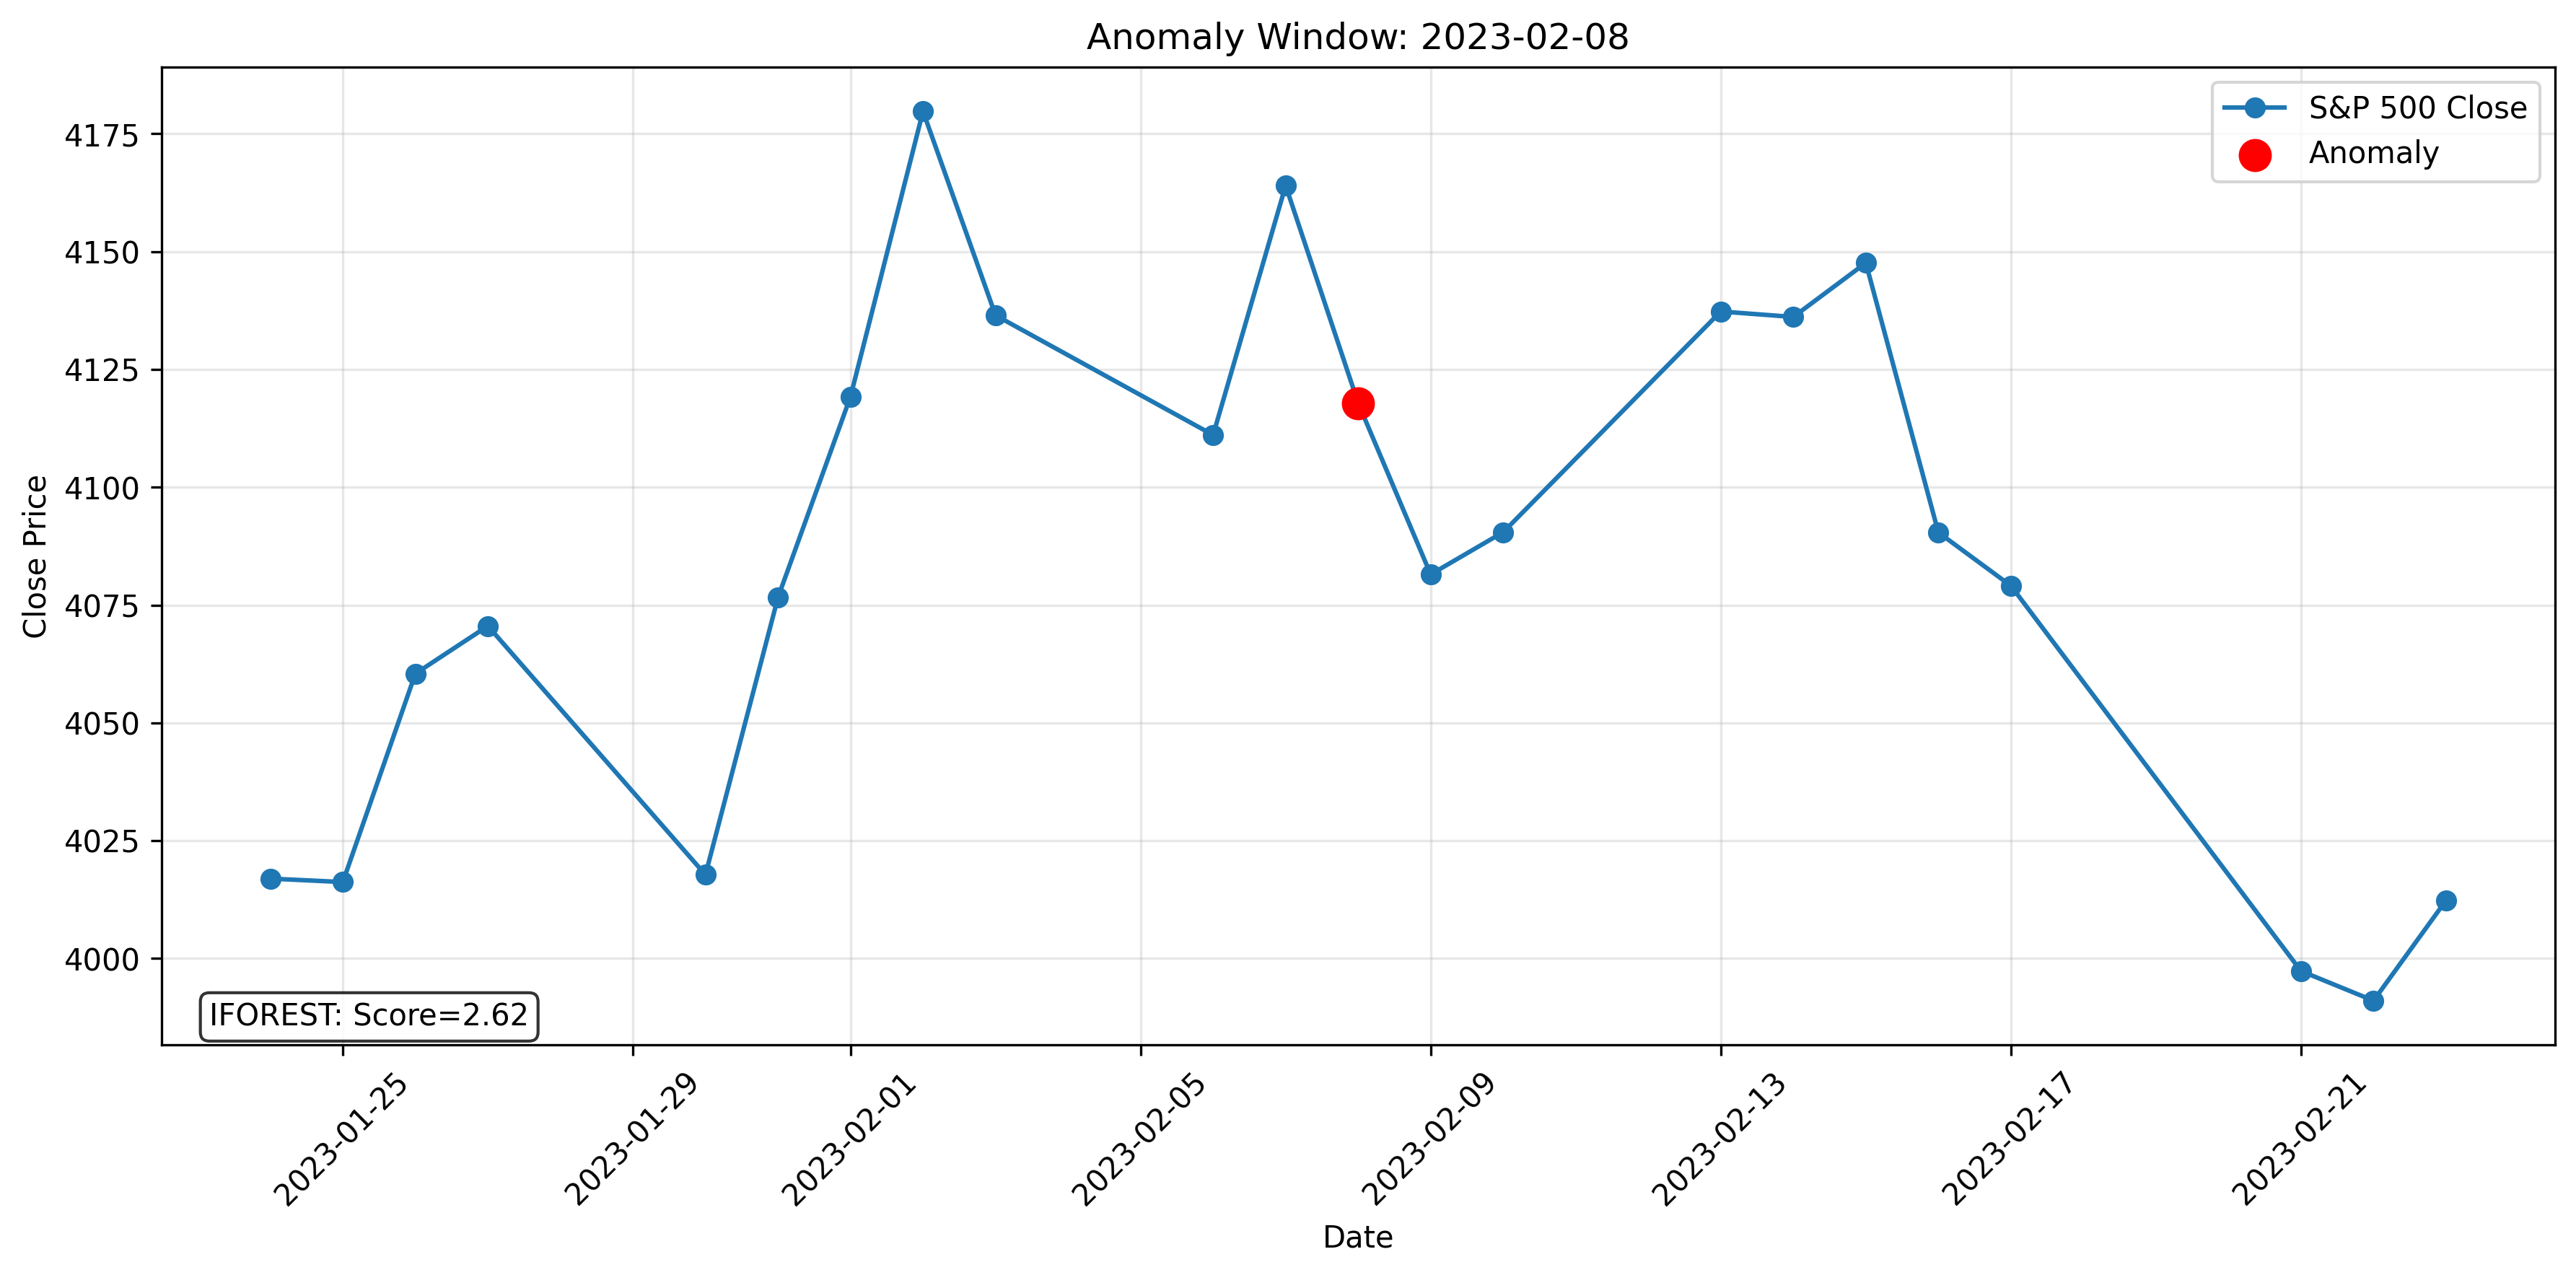 Anomaly Window: 2023-02-08
S&P 500 Close
Anomaly
Close Price
4175
4150
4125
4100
4075
4050
4025
4000
IFOREST: Score=2.62
2023-01-25
2023-01-29
2023-02-01
2023-02-05
2023-02-09
2023-02-13
2023-02-17
2023-02-21
Date